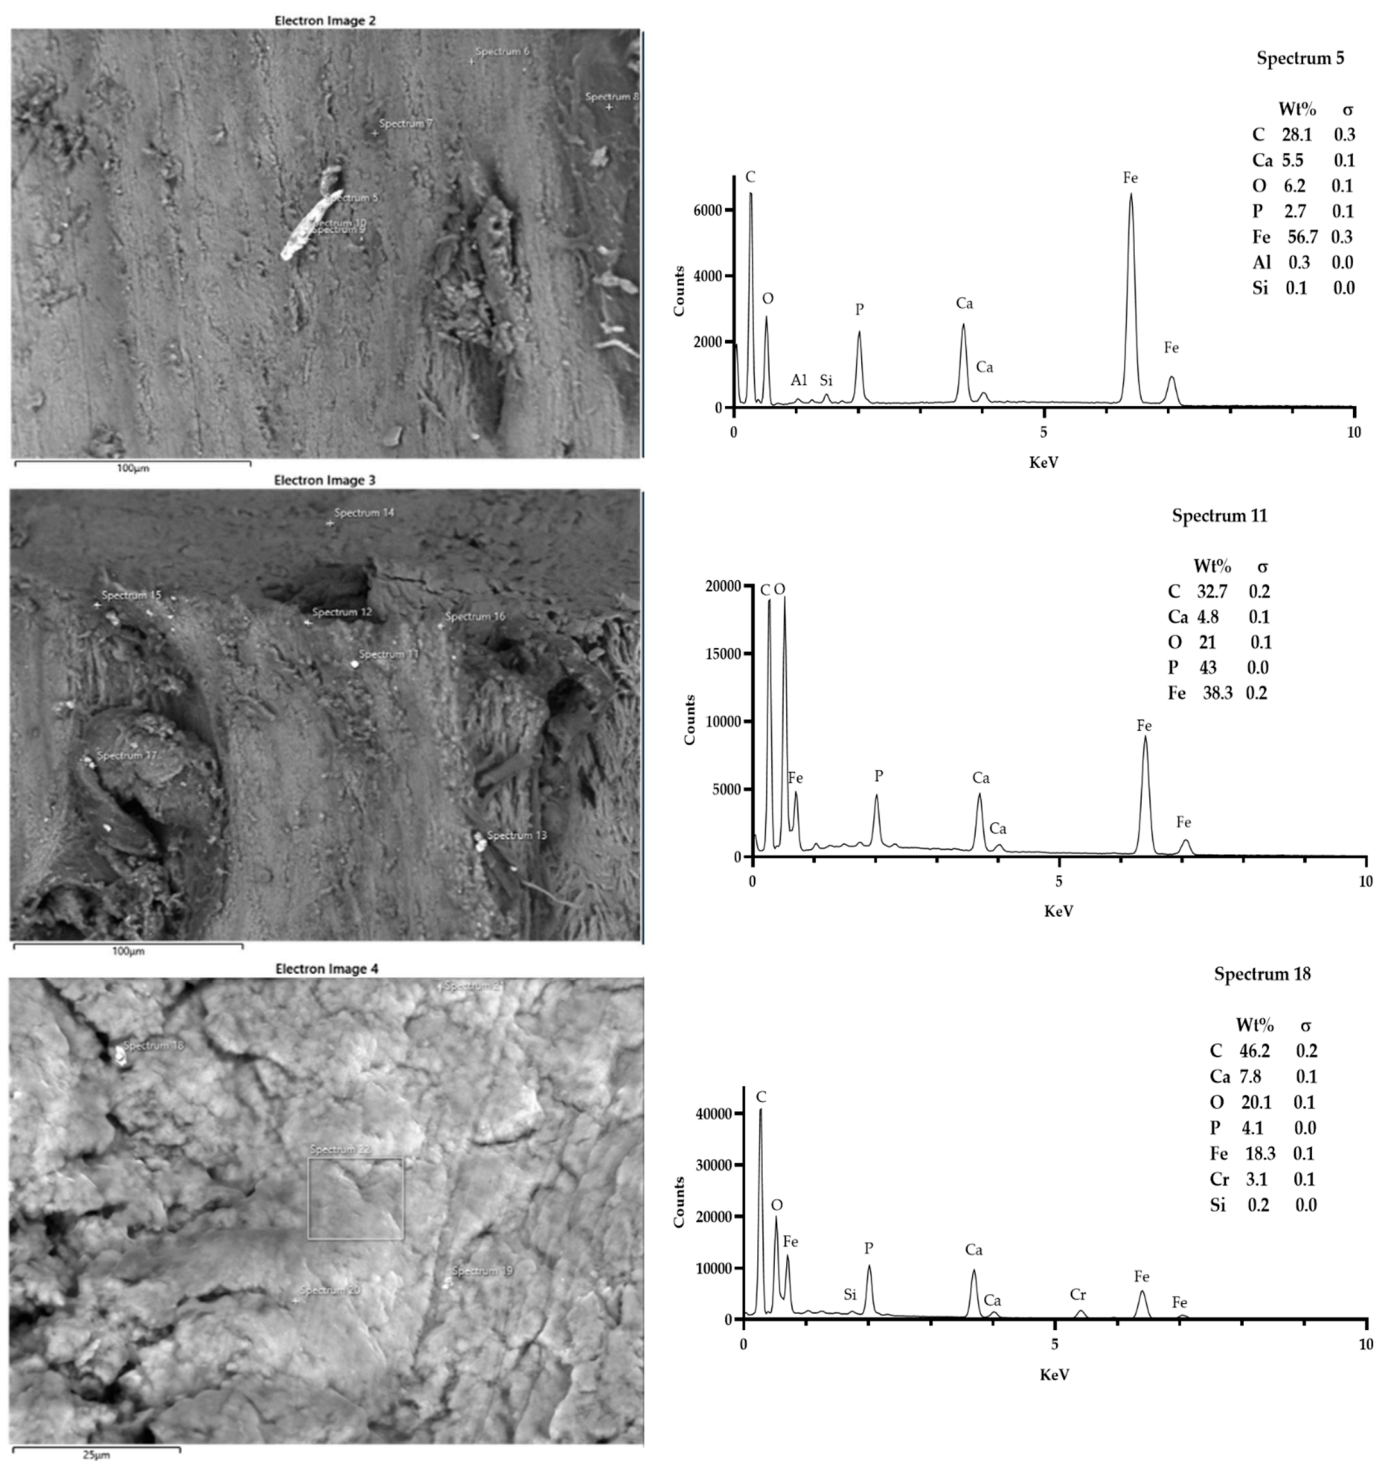 Electron Image 2
Spectrum 6
Spectrum 8
Spectrum 7
Spectrum 5
Spectrum 10
Spectrum 9
100µm
Spectrum 5
Wt% σ
C 28.1 0.3
Ca 5.5 0.1
O 6.2 0.1
P 2.7 0.1
Fe 56.7 0.3
Al 0.3 0.0
Si 0.1 0.0
C
O
Al
Si
P
Ca
Ca
Fe
Fe
6000
4000
2000
0
Counts
0 5 10
KeV
Electron Image 3
Spectrum 14
Spectrum 15
Spectrum 12
Spectrum 16
Spectrum 11
Spectrum 17
Spectrum 13
100µm
Spectrum 11
Wt% σ
C 32.7 0.2
Ca 4.8 0.1
O 21 0.1
P 43 0.0
Fe 38.3 0.2
C O
Fe
P
Ca
Ca
Fe
Fe
20000
15000
10000
5000
0
Counts
0 5 10
KeV
Electron Image 4
Spectrum 21
Spectrum 18
Spectrum 22
Spectrum 19
Spectrum 20
25µm
Spectrum 18
Wt% σ
C 46.2 0.2
Ca 7.8 0.1
O 20.1 0.1
P 4.1 0.0
Fe 18.3 0.1
Cr 3.1 0.1
Si 0.2 0.0
C
O
Fe
Si
P
Ca
Ca
Cr
Fe
Fe
40000
30000
20000
10000
0
Counts
0 5 10
KeV